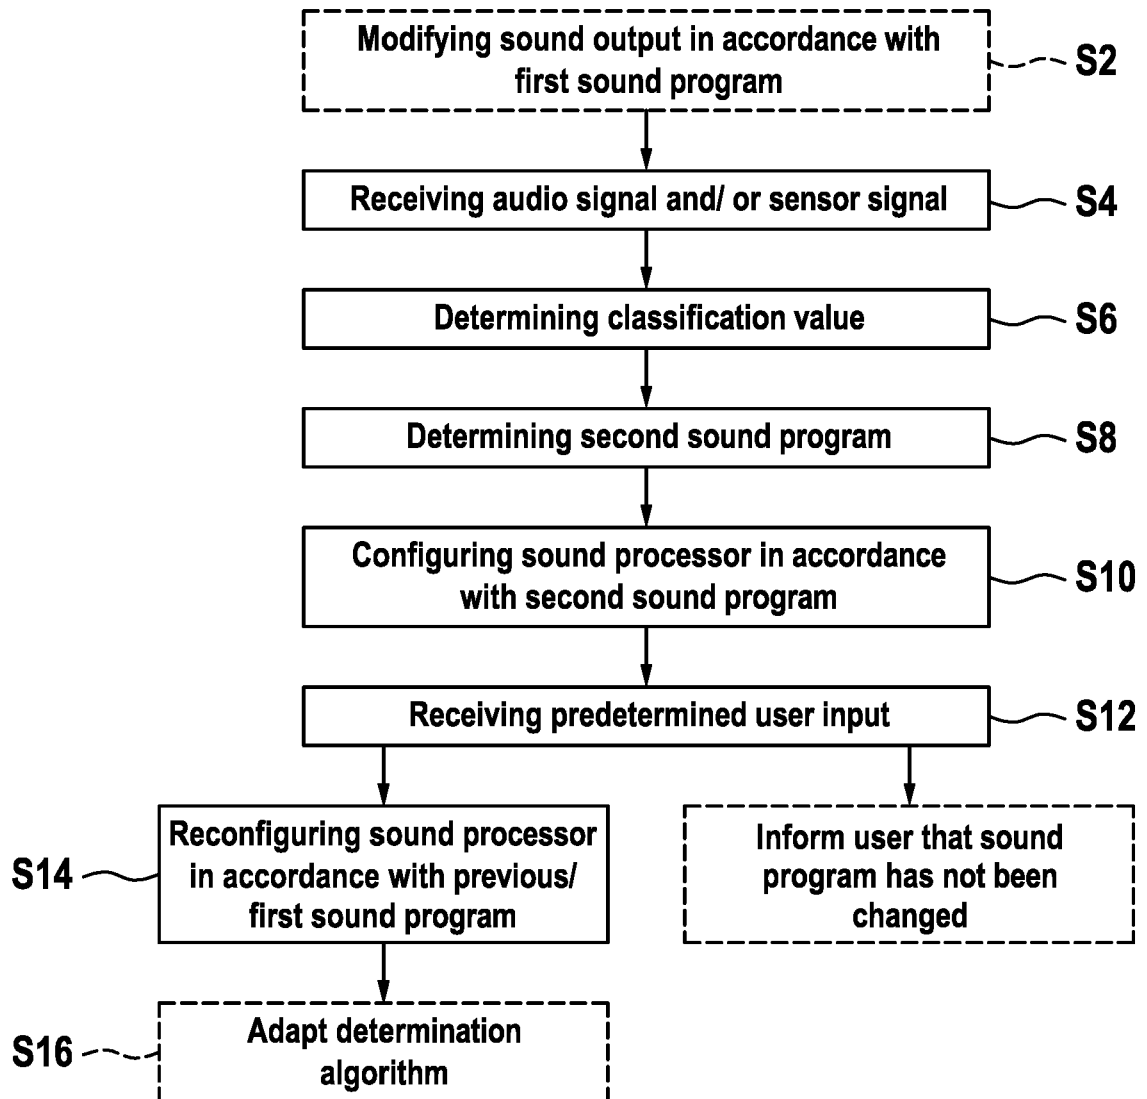 Modifying sound output in accordance with
first sound program
S2
Receiving audio signal and/ or sensor signal
S4
Determining classification value
S6
Determining second sound program
S8
Configuring sound processor in accordance
with second sound program
S10
Receiving predetermined user input
S12
Reconfiguring sound processor
in accordance with previous/
first sound program
S14
Inform user that sound
program has not been
changed
Adapt determination
algorithm
S16